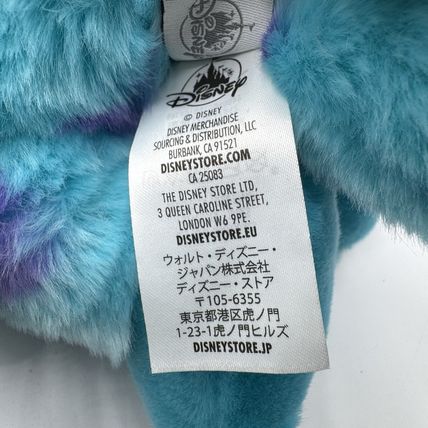 DISNEY
© DISNEY
DISNEY MERCHANDISE
SOURCING & DISTRIBUTION, LLC
BURBANK, CA 91521
DISNEYSTORE.COM
CA 25083
THE DISNEY STORE LTD,
3 QUEEN CAROLINE STREET,
LONDON W6 9PE.
DISNEYSTORE.EU
ウォルト・ディズニー・
ジャパン株式会社
ディズニー・ストア
〒105-6355
東京都港区虎ノ門
1-23-1虎ノ門ヒルズ
DISNEYSTORE.JP